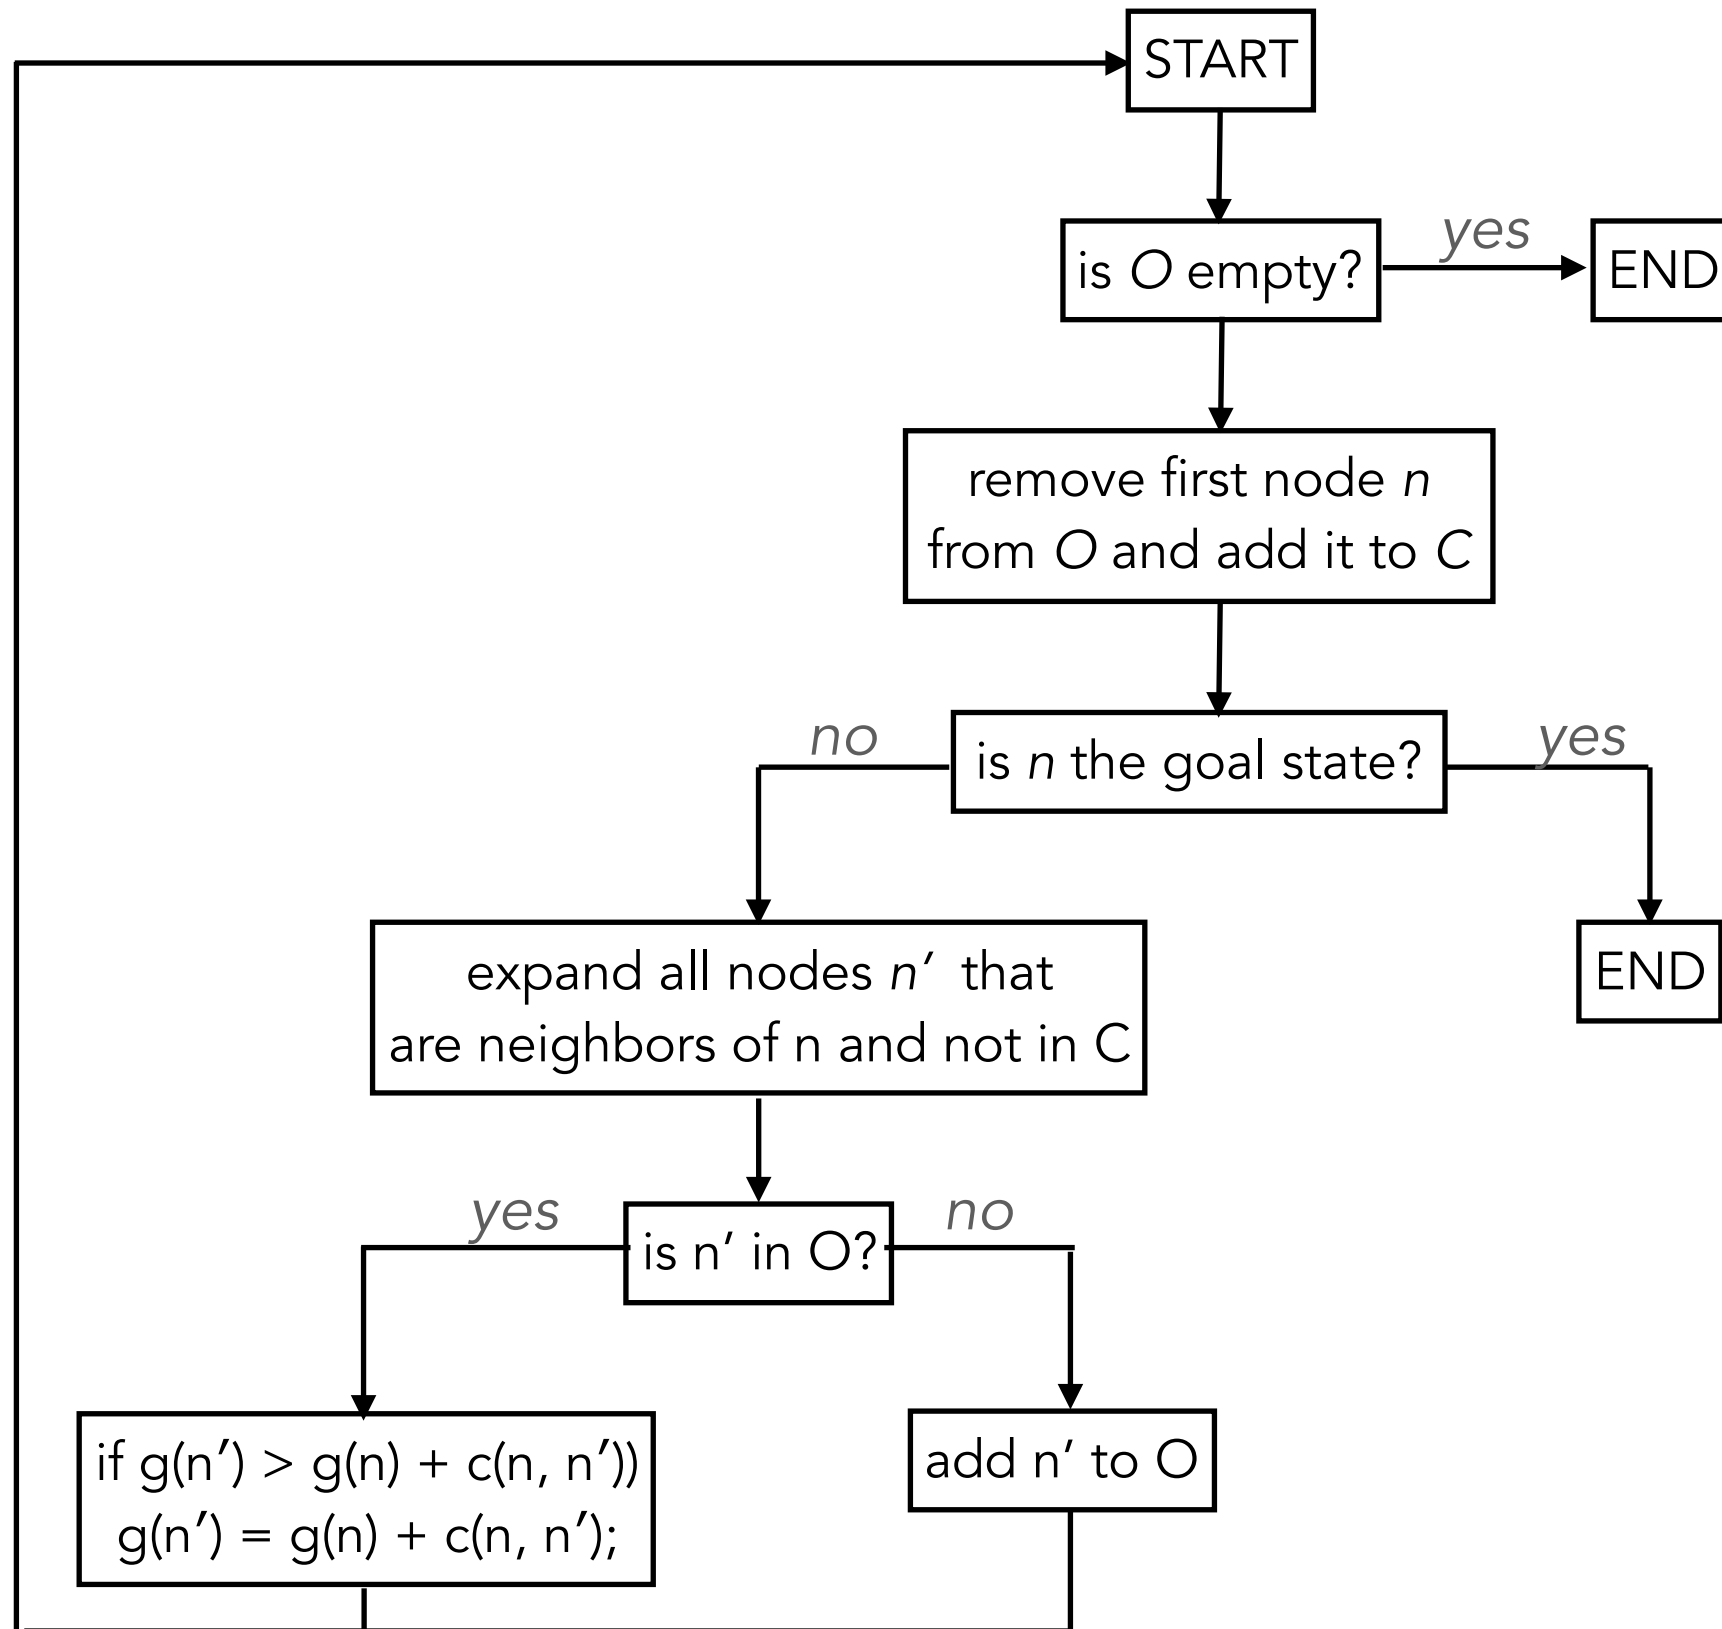 START
is O empty?
yes
END
remove first node n
from O and add it to C
no
is n the goal state?
yes
expand all nodes n′ that
are neighbors of n and not in C
END
yes
is n′ in O?
no
if g(n′) > g(n) + c(n, n′))
g(n′) = g(n) + c(n, n′);
add n′ to O